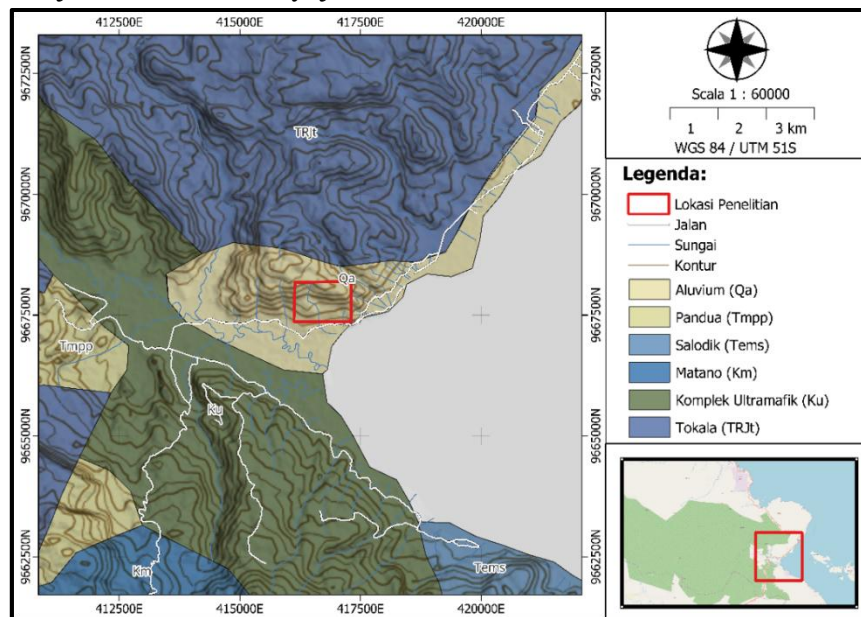 412500E 415000E 417500E 420000E
9672500N
9672500N
TRJt
9670000N
9670000N
Qa
9667500N
9667500N
Tmpp
Ku
9665000N
9665000N
9662500N
9662500N
Km
Tems
412500E 415000E 417500E 420000E
Scala 1 : 60000
1 2 3 km
WGS 84 / UTM 51S
Legenda:
Lokasi Penelitian
Jalan
Sungai
Kontur
Aluvium (Qa)
Pandua (Tmpp)
Salodik (Tems)
Matano (Km)
Komplek Ultramafik (Ku)
Tokala (TRJt)